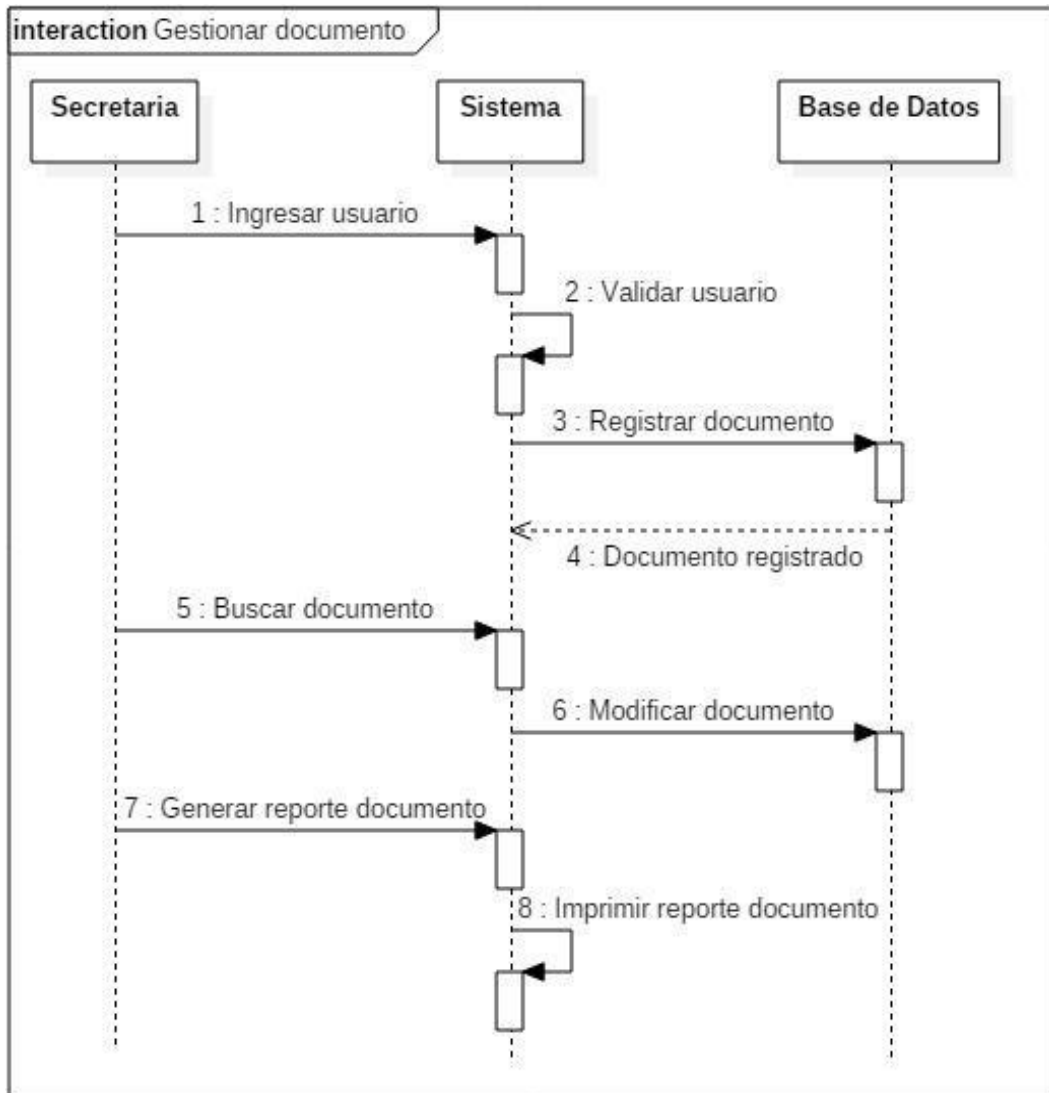 interaction Gestionar documento
Secretaria
Sistema
Base de Datos
1 : Ingresar usuario
2 : Validar usuario
3 : Registrar documento
4 : Documento registrado
5 : Buscar documento
6 : Modificar documento
7 : Generar reporte documento
8 : Imprimir reporte documento